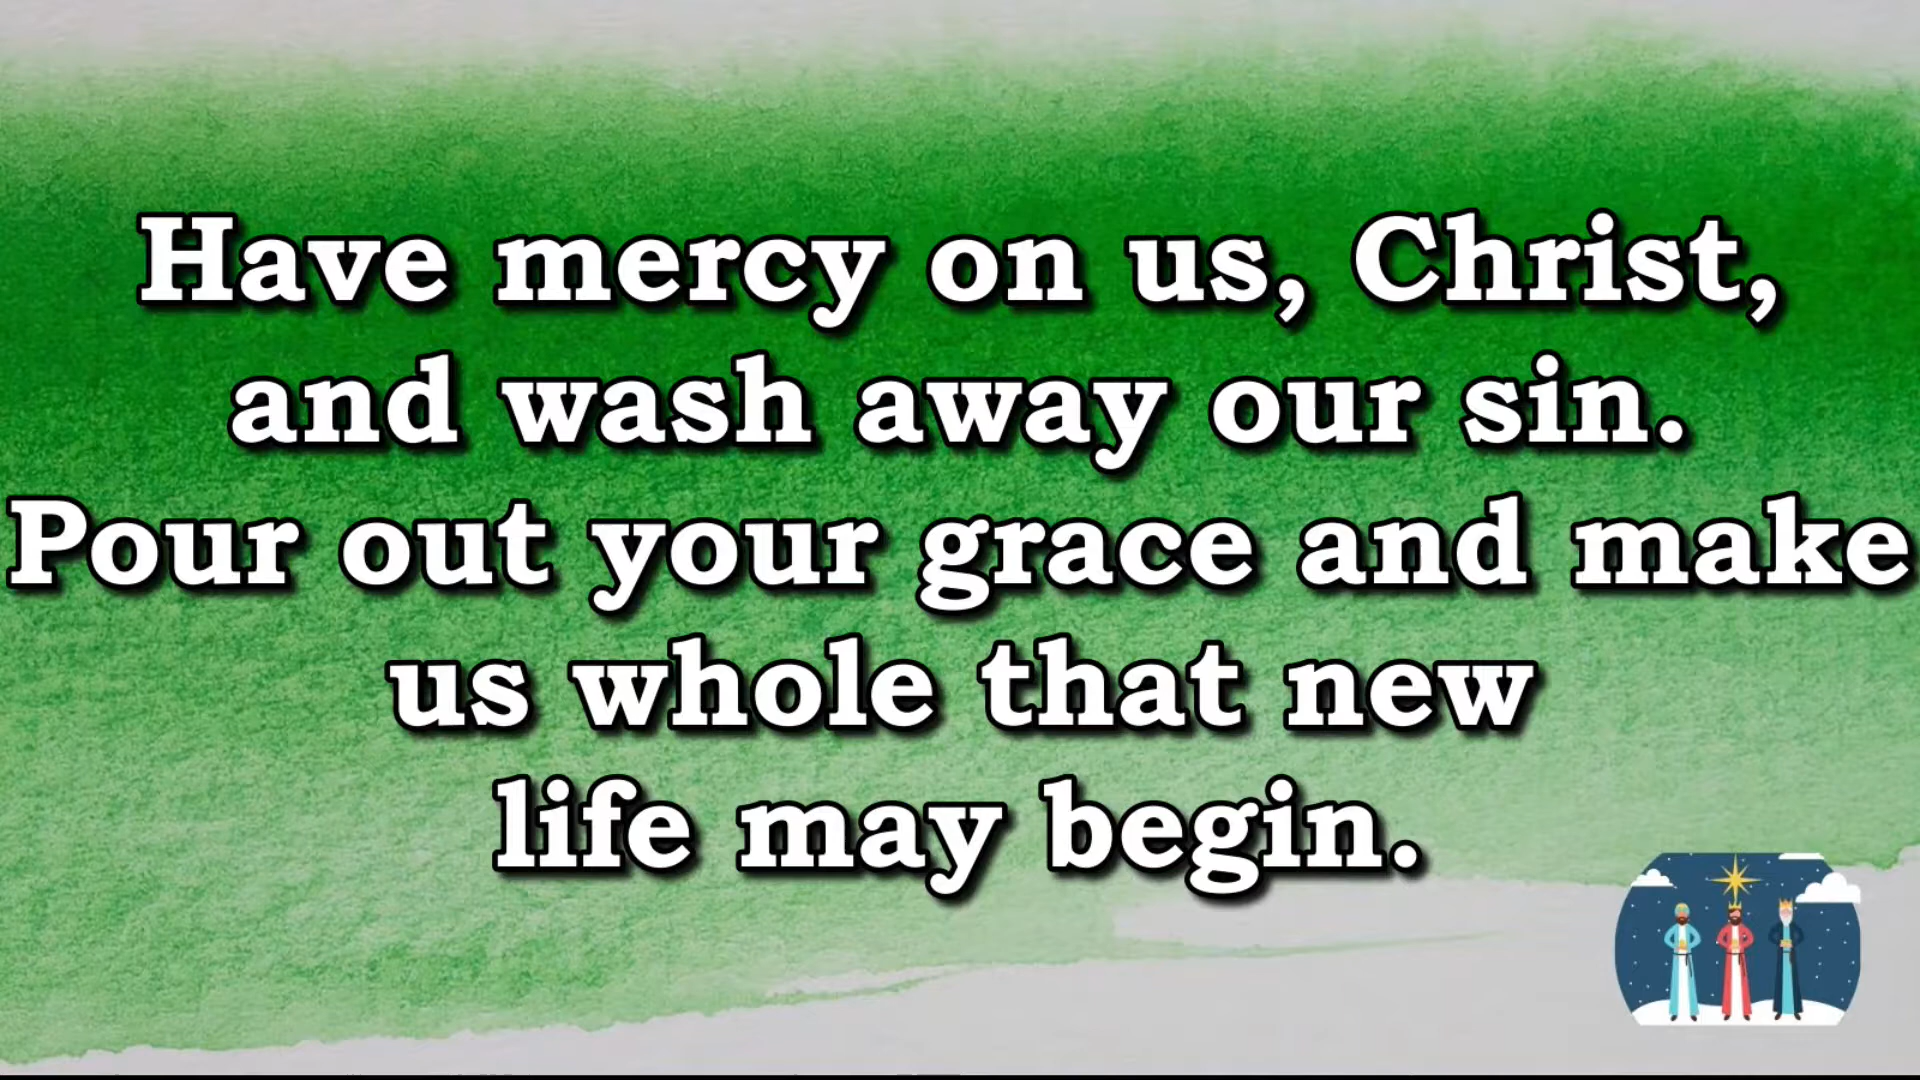 Have mercy on us, Christ,
and wash away our sin.
Pour out your grace and make
us whole that new
life may begin.